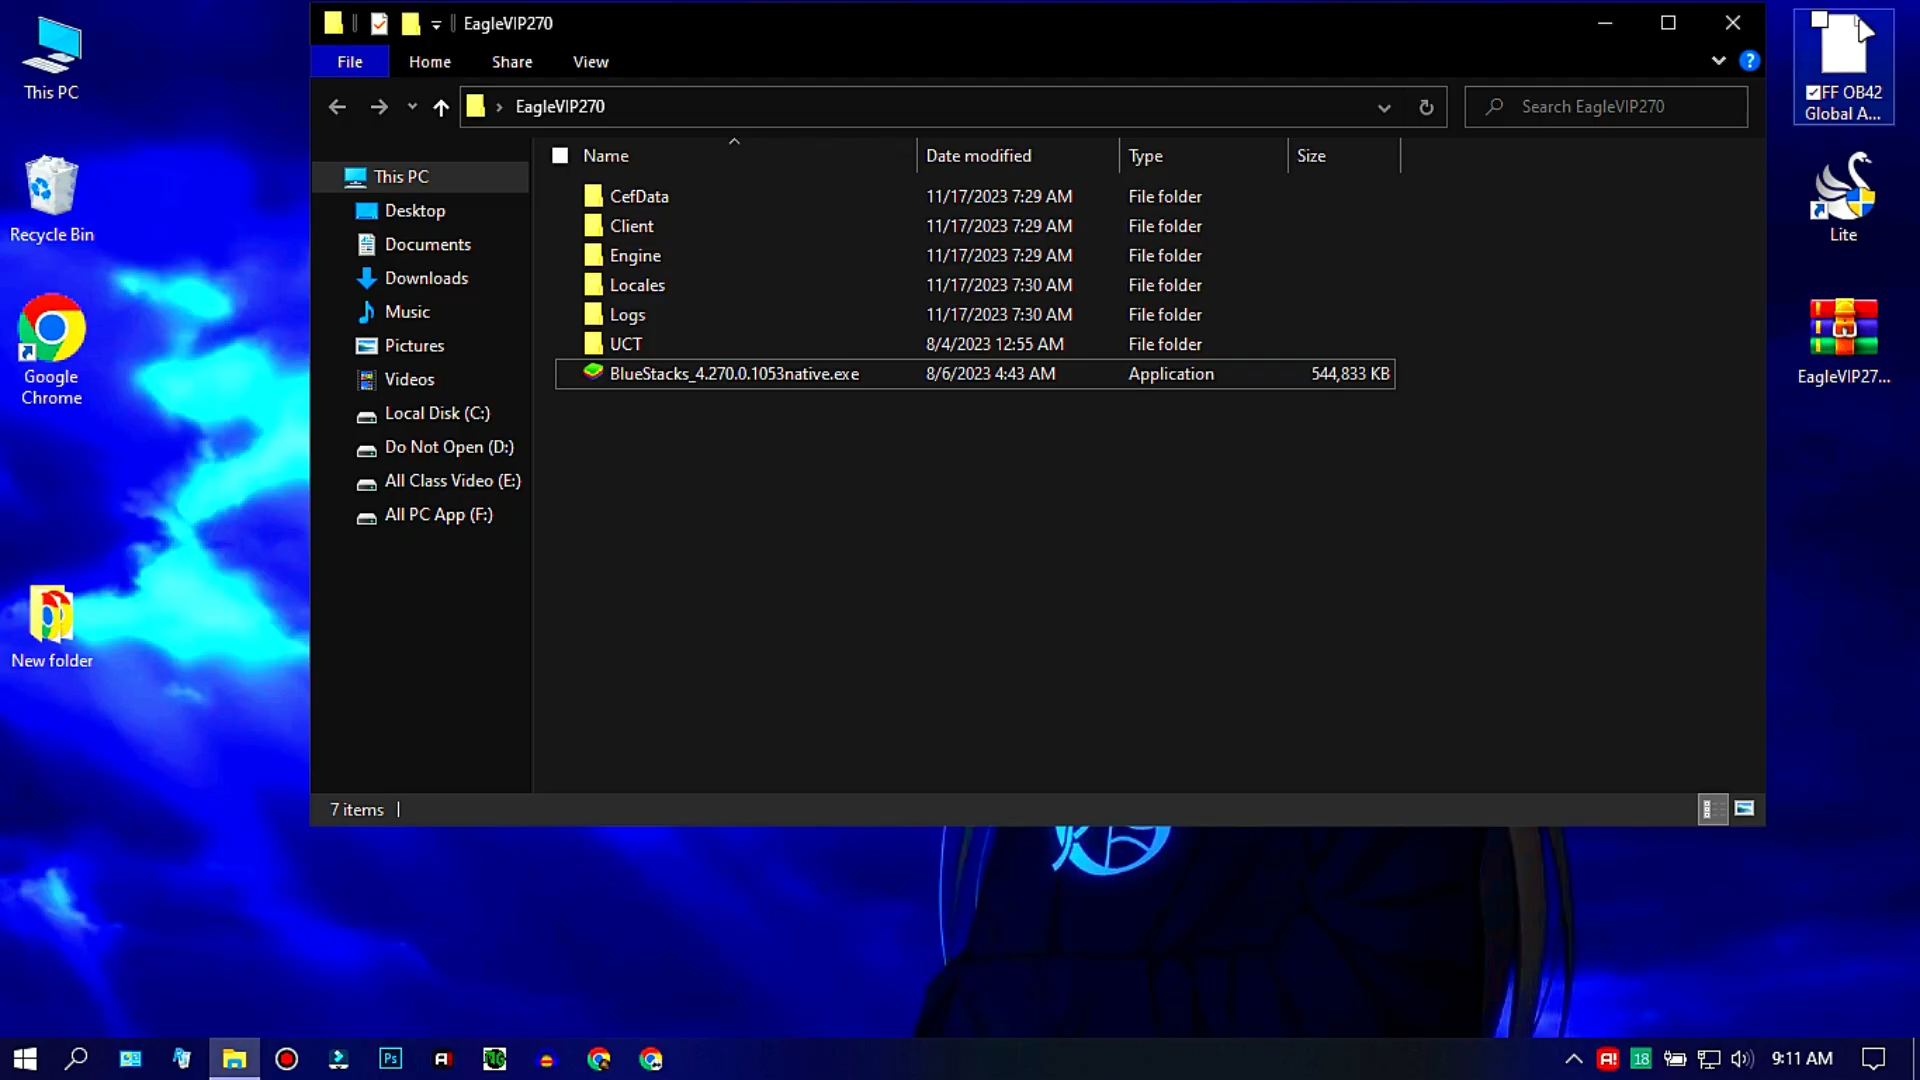 EagleVIP270
File Home Share View
EagleVIP270
Search EagleVIP270
Name Date modified Type Size
CefData 11/17/2023 7:29 AM File folder
Client 11/17/2023 7:29 AM File folder
Engine 11/17/2023 7:29 AM File folder
Locales 11/17/2023 7:30 AM File folder
Logs 11/17/2023 7:30 AM File folder
UCT 8/4/2023 12:55 AM File folder
BlueStacks_4.270.0.1053native.exe 8/6/2023 4:43 AM Application 544,833 KB
This PC
Desktop
Documents
Downloads
Music
Pictures
Videos
Local Disk (C:)
Do Not Open (D:)
All Class Video (E:)
All PC App (F:)
7 items
This PC
Recycle Bin
Google
Chrome
New folder
FF OB42
Global A...
Lite
EagleVIP27...
Ps
A!
18
9:11 AM